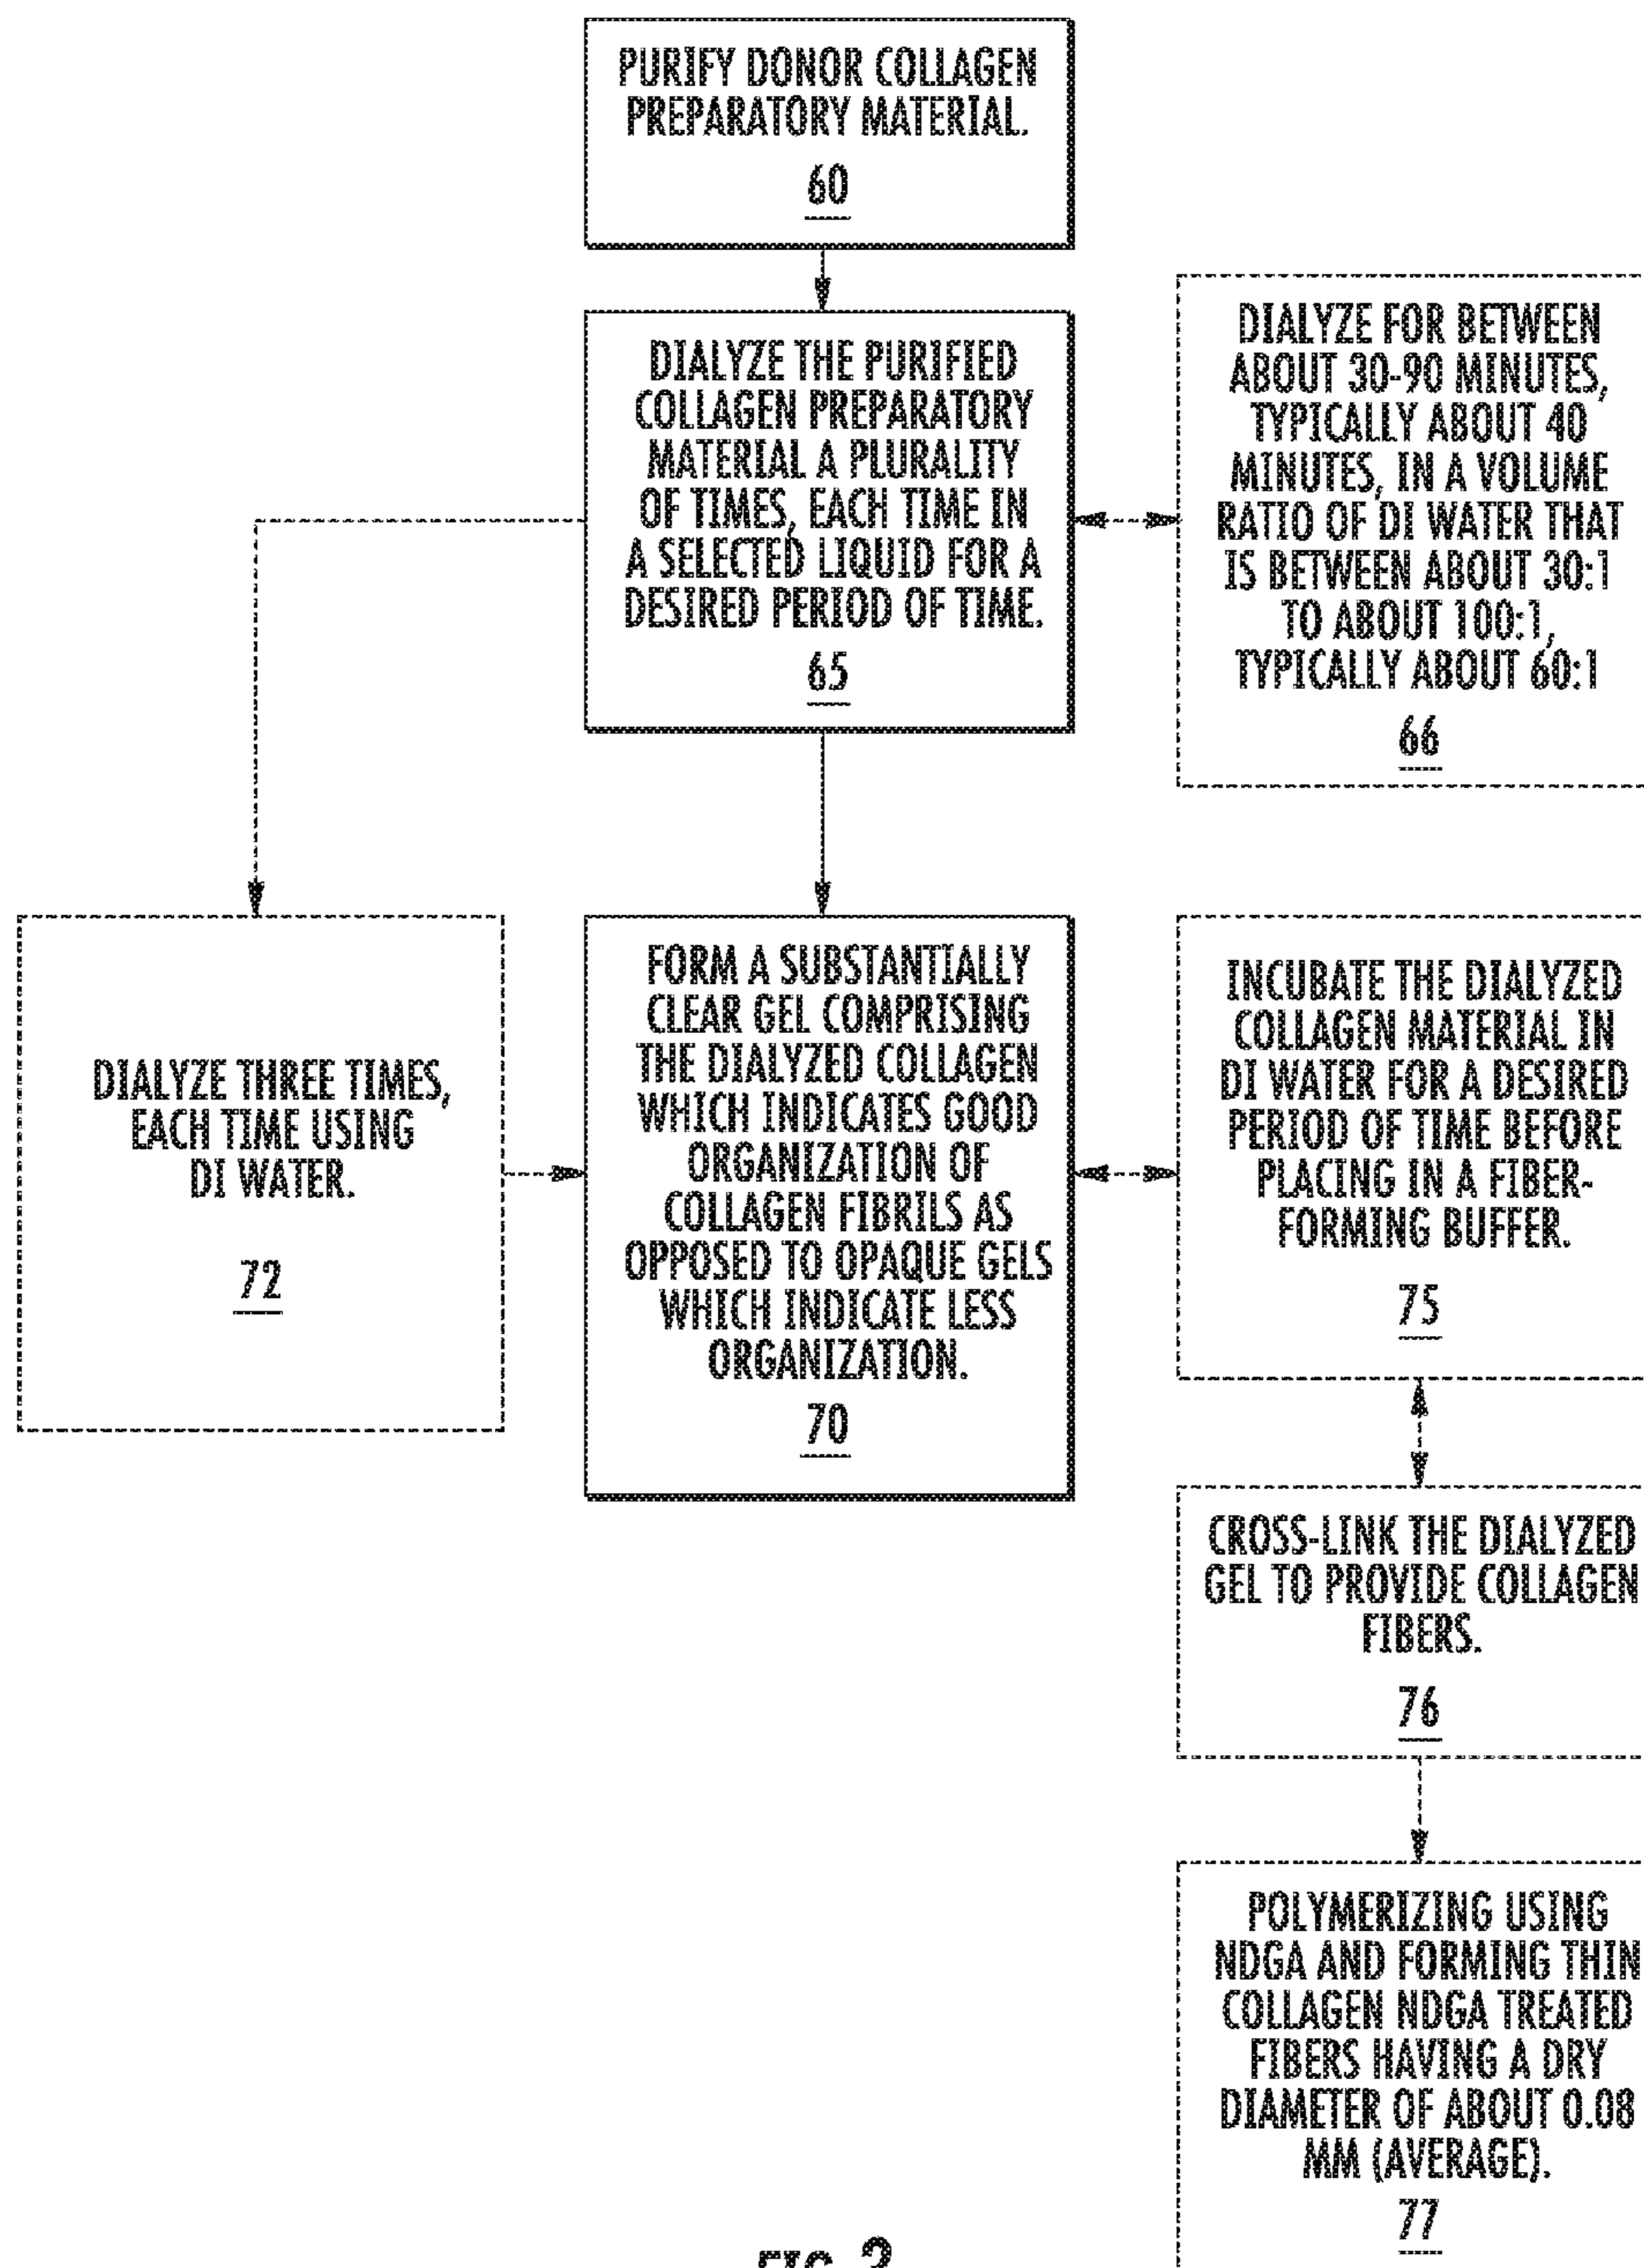 PURIFY DONOR COLLAGEN
PREPARATORY MATERIAL.
60
DIALYZE THE PURIFIED
COLLAGEN PREPARATORY
MATERIAL A PLURALITY
OF TIMES, EACH TIME IN
A SELECTED LIQUID FOR A
DESIRED PERIOD OF TIME.
65
DIALYZE FOR BETWEEN
ABOUT 30-90 MINUTES,
TYPICALLY ABOUT 40
MINUTES, IN A VOLUME
RATIO OF DI WATER THAT
IS BETWEEN ABOUT 30:1
TO ABOUT 100:1,
TYPICALLY ABOUT 60:1
66
DIALYZE THREE TIMES,
EACH TIME USING
DI WATER.
72
FORM A SUBSTANTIALLY
CLEAR GEL COMPRISING
THE DIALYZED COLLAGEN
WHICH INDICATES GOOD
ORGANIZATION OF
COLLAGEN FIBRILS AS
OPPOSED TO OPAQUE GELS
WHICH INDICATE LESS
ORGANIZATION.
70
INCUBATE THE DIALYZED
COLLAGEN MATERIAL IN
DI WATER FOR A DESIRED
PERIOD OF TIME BEFORE
PLACING IN A FIBER-
FORMING BUFFER.
75
CROSS-LINK THE DIALYZED
GEL TO PROVIDE COLLAGEN
FIBERS.
76
POLYMERIZING USING
NDGA AND FORMING THIN
COLLAGEN NDGA TREATED
FIBERS HAVING A DRY
DIAMETER OF ABOUT 0.08
MM (AVERAGE).
77